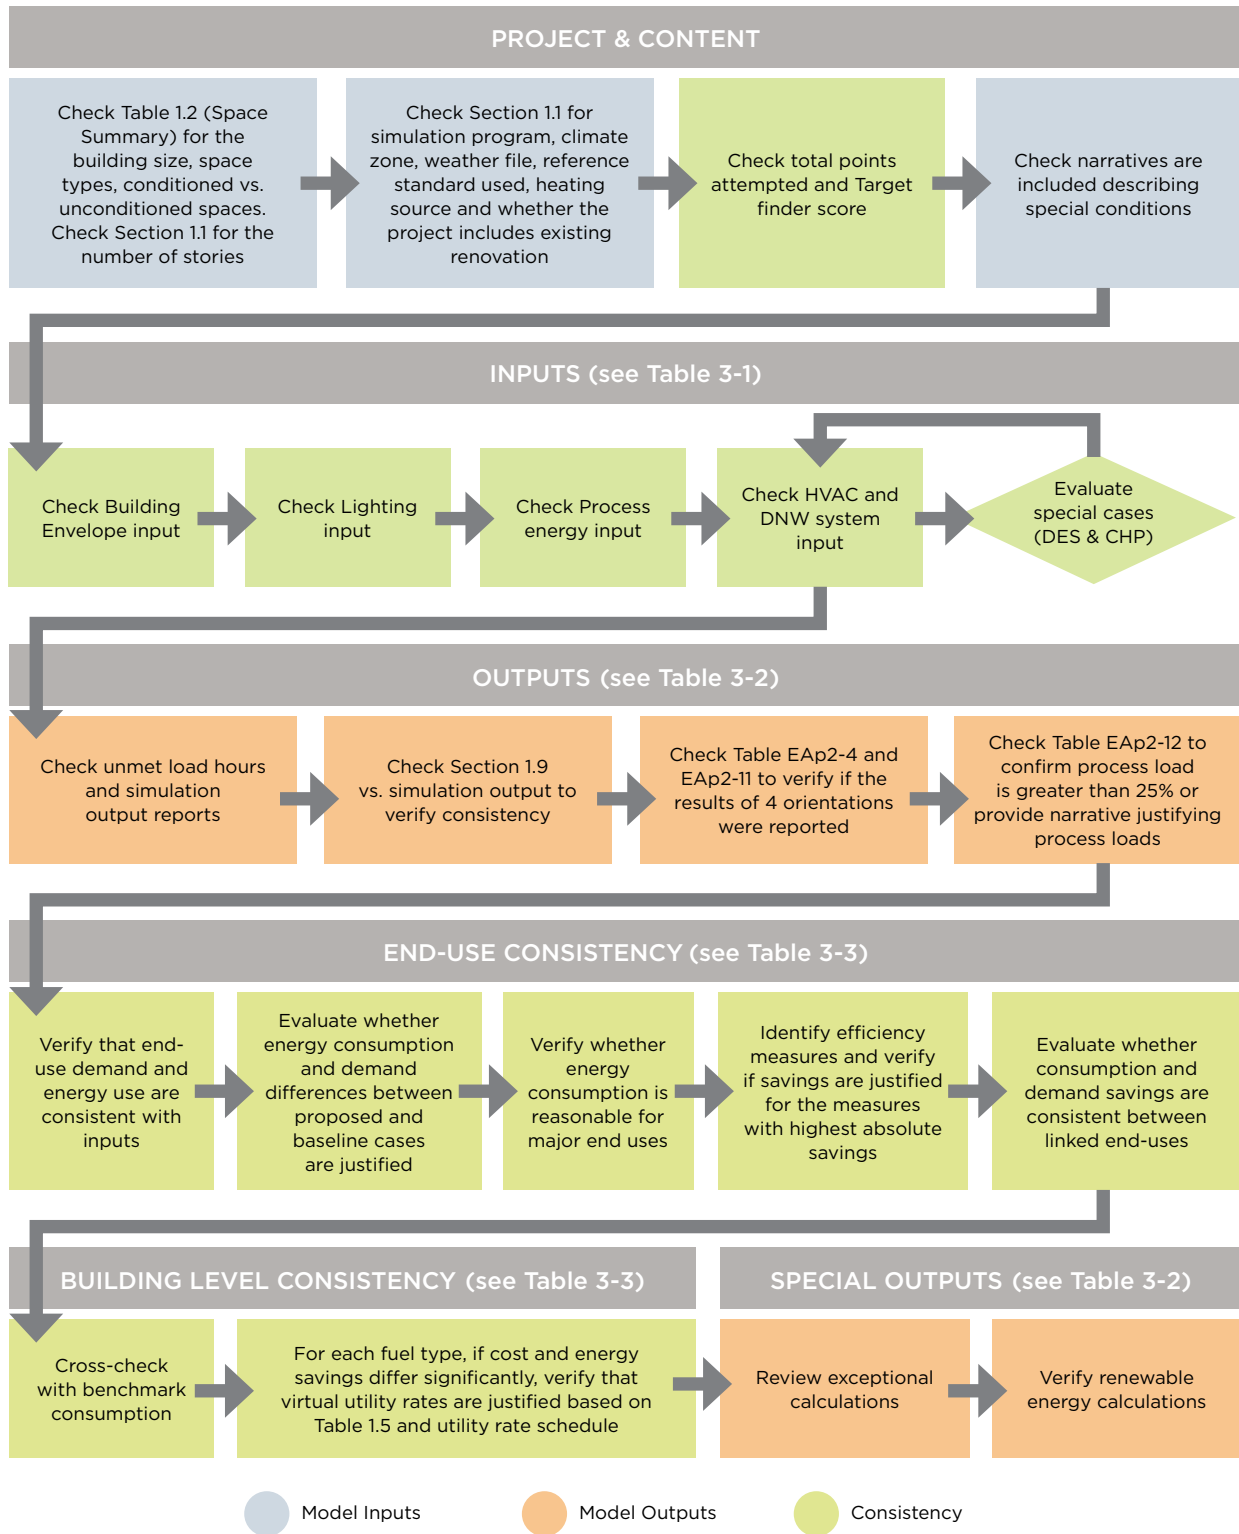 PROJECT & CONTENT
Check Table 1.2 (Space
Summary) for the
building size, space
types, conditioned vs.
unconditioned spaces.
Check Section 1.1 for the
number of stories
Check Section 1.1 for
simulation program, climate
zone, weather file, reference
standard used, heating
source and whether the
project includes existing
renovation
Check total points
attempted and Target
finder score
Check narratives are
included describing
special conditions
INPUTS (see Table 3-1)
Check Building
Envelope input
Check Lighting
input
Check Process
energy input
Check HVAC and
DNW system
input
Evaluate
special cases
(DES & CHP)
OUTPUTS (see Table 3-2)
Check unmet load hours
and simulation
output reports
Check Section 1.9
vs. simulation output to
verify consistency
Check Table EAp2-4 and
EAp2-11 to verify if the
results of 4 orientations
were reported
Check Table EAp2-12 to
confirm process load
is greater than 25% or
provide narrative justifying
process loads
END-USE CONSISTENCY (see Table 3-3)
Verify that end-
use demand and
energy use are
consistent with
inputs
Evaluate whether
energy consumption
and demand
differences between
proposed and
baseline cases
are justified
Verify whether
energy
consumption is
reasonable for
major end uses
Identify efficiency
measures and verify
if savings are justified
for the measures
with highest absolute
savings
Evaluate whether
consumption and
demand savings are
consistent between
linked end-uses
BUILDING LEVEL CONSISTENCY (see Table 3-3)
SPECIAL OUTPUTS (see Table 3-2)
Cross-check
with benchmark
consumption
For each fuel type, if cost and energy
savings differ significantly, verify that
virtual utility rates are justified based on
Table 1.5 and utility rate schedule
Review exceptional
calculations
Verify renewable
energy calculations
Model Inputs
Model Outputs
Consistency